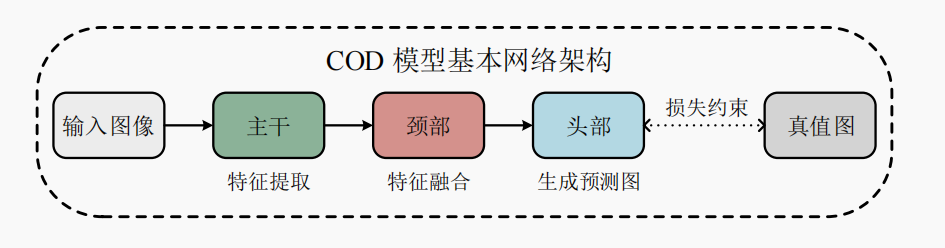 COD 模型基本网络架构
输入图像
主干
颈部
头部
损失约束
真值图
特征提取
特征融合
生成预测图